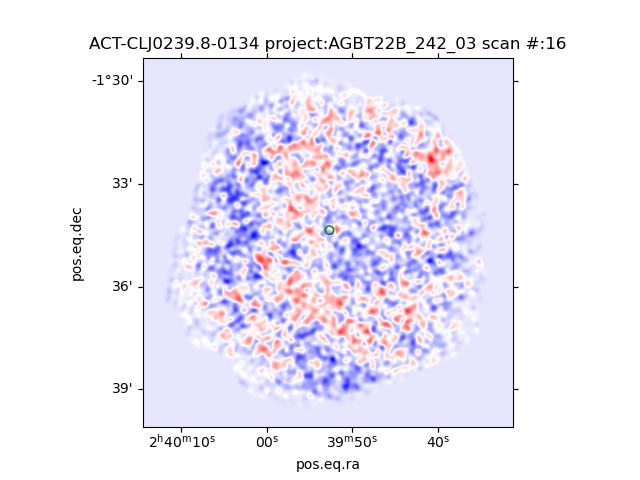 ACT-CLJ0239.8-0134 project:AGBT22B_242_03 scan #:16
-1°30'
33'
36'
39'
pos.eq.dec
2ʰ40ᵐ10ˢ 00ˢ 39ᵐ50ˢ 40ˢ
pos.eq.ra